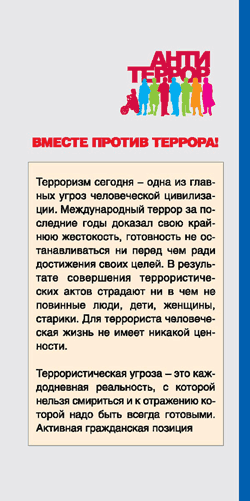 АНТИ
ТЕРРОР
ВМЕСТЕ ПРОТИВ ТЕРРОРА!
Терроризм сегодня – одна из глав-
ных угроз человеческой цивилиза-
ции. Международный террор за по-
следние годы доказал свою край-
нюю жестокость, готовность не ос-
танавливаться ни перед чем ради
достижения своих целей. В резуль-
тате совершения террористиче-
ских актов страдают ни в чем не
повинные люди, дети, женщины,
старики. Для террориста человече-
ская жизнь не имеет никакой цен-
ности.
Террористическая угроза – это каж-
додневная реальность, с которой
нельзя смириться и к отражению ко-
торой надо быть всегда готовыми.
Активная гражданская позиция